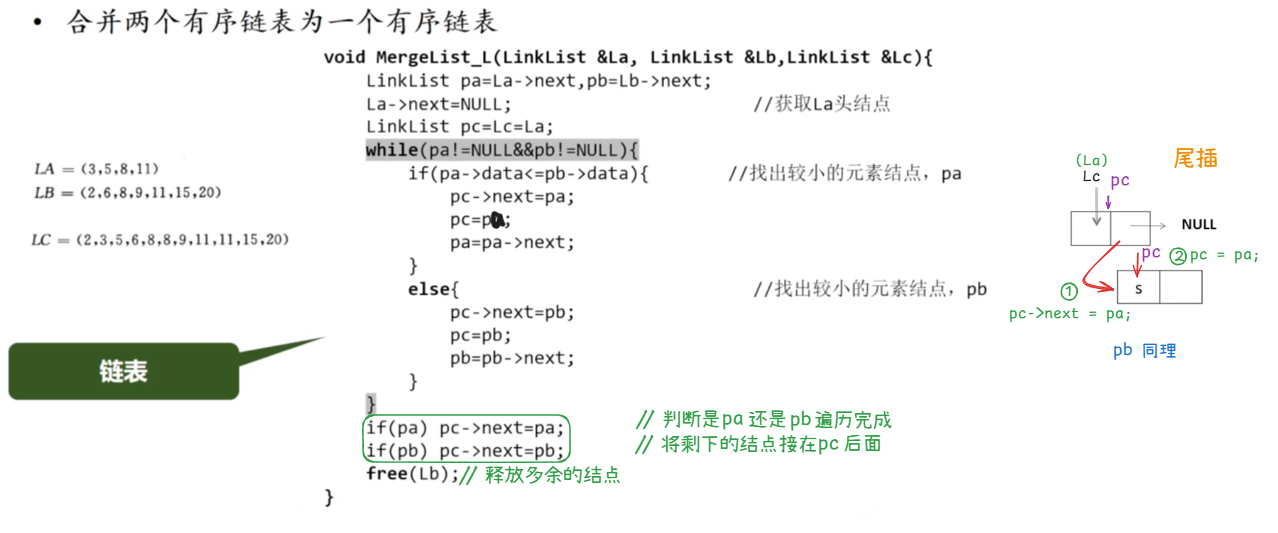 • 合并两个有序链表为一个有序链表
void MergeList_L(LinkList &La, LinkList &Lb,LinkList &Lc){
LinkList pa=La->next,pb=Lb->next;
La->next=NULL; //获取La头结点
LinkList pc=Lc=La;
while(pa!=NULL&&pb!=NULL){
if(pa->data<=pb->data){ //找出较小的元素结点，pa
pc->next=pa;
pc=pa;
pa=pa->next;
}
else{ //找出较小的元素结点，pb
pc->next=pb;
pc=pb;
pb=pb->next;
}
}
if(pa) pc->next=pa; // 判断是pa还是pb遍历完成
if(pb) pc->next=pb; // 将剩下的结点接在pc后面
free(Lb); // 释放多余的结点
}
LA = (3,5,8,11)
LB = (2,6,8,9,11,15,20)
LC = (2,3,5,6,8,8,9,11,11,15,20)
链表
尾插
(La)
Lc pc
NULL
pc ②pc = pa;
s
①
pc->next = pa;
pb 同理